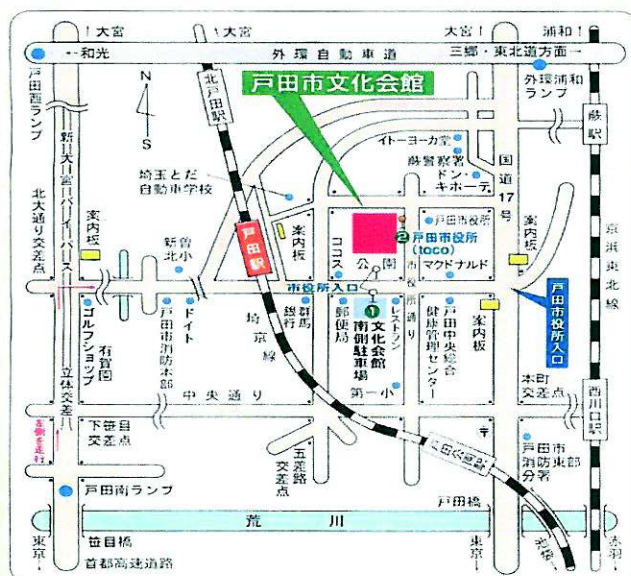 ↑大宮
↑大宮
大宮↑
浦和↑
←和光
外環自動車道
三郷・東北道方面→
戸田西ランプ
N
S
北戸田駅
戸田市文化会館
外環浦和
ランプ
蕨駅
イトーヨーカ堂
蕨警察署
ドン・
キホーテ
国道17号
埼玉とだ
自動車学校
新大宮バイパス
北大通り交差点
案内板
新曽
北小
戸田駅
案内板
ココス
公園
戸田市役所
②戸田市役所
(toco)
マクドナルド
案内板
京浜東北線
市役所入口
市役所通り
戸田市役所入口
ゴルフショップ
有賀園
戸田市消防本部
ドイト
埼京線
群馬
銀行
郵便局
①文化会館
南側駐車場
レストラン
戸田中央総合
健康管理センター
案内板
立体交差
中央通り
第一小
本町
交差点
西川口駅
左側を走行
下笹目
交差点
五差路
交差点
戸田公園駅
〒
戸田市
消防東部
分署
戸田南ランプ
戸田橋
荒川
東京→
笹目橋
首都高速道路
東京→
赤羽